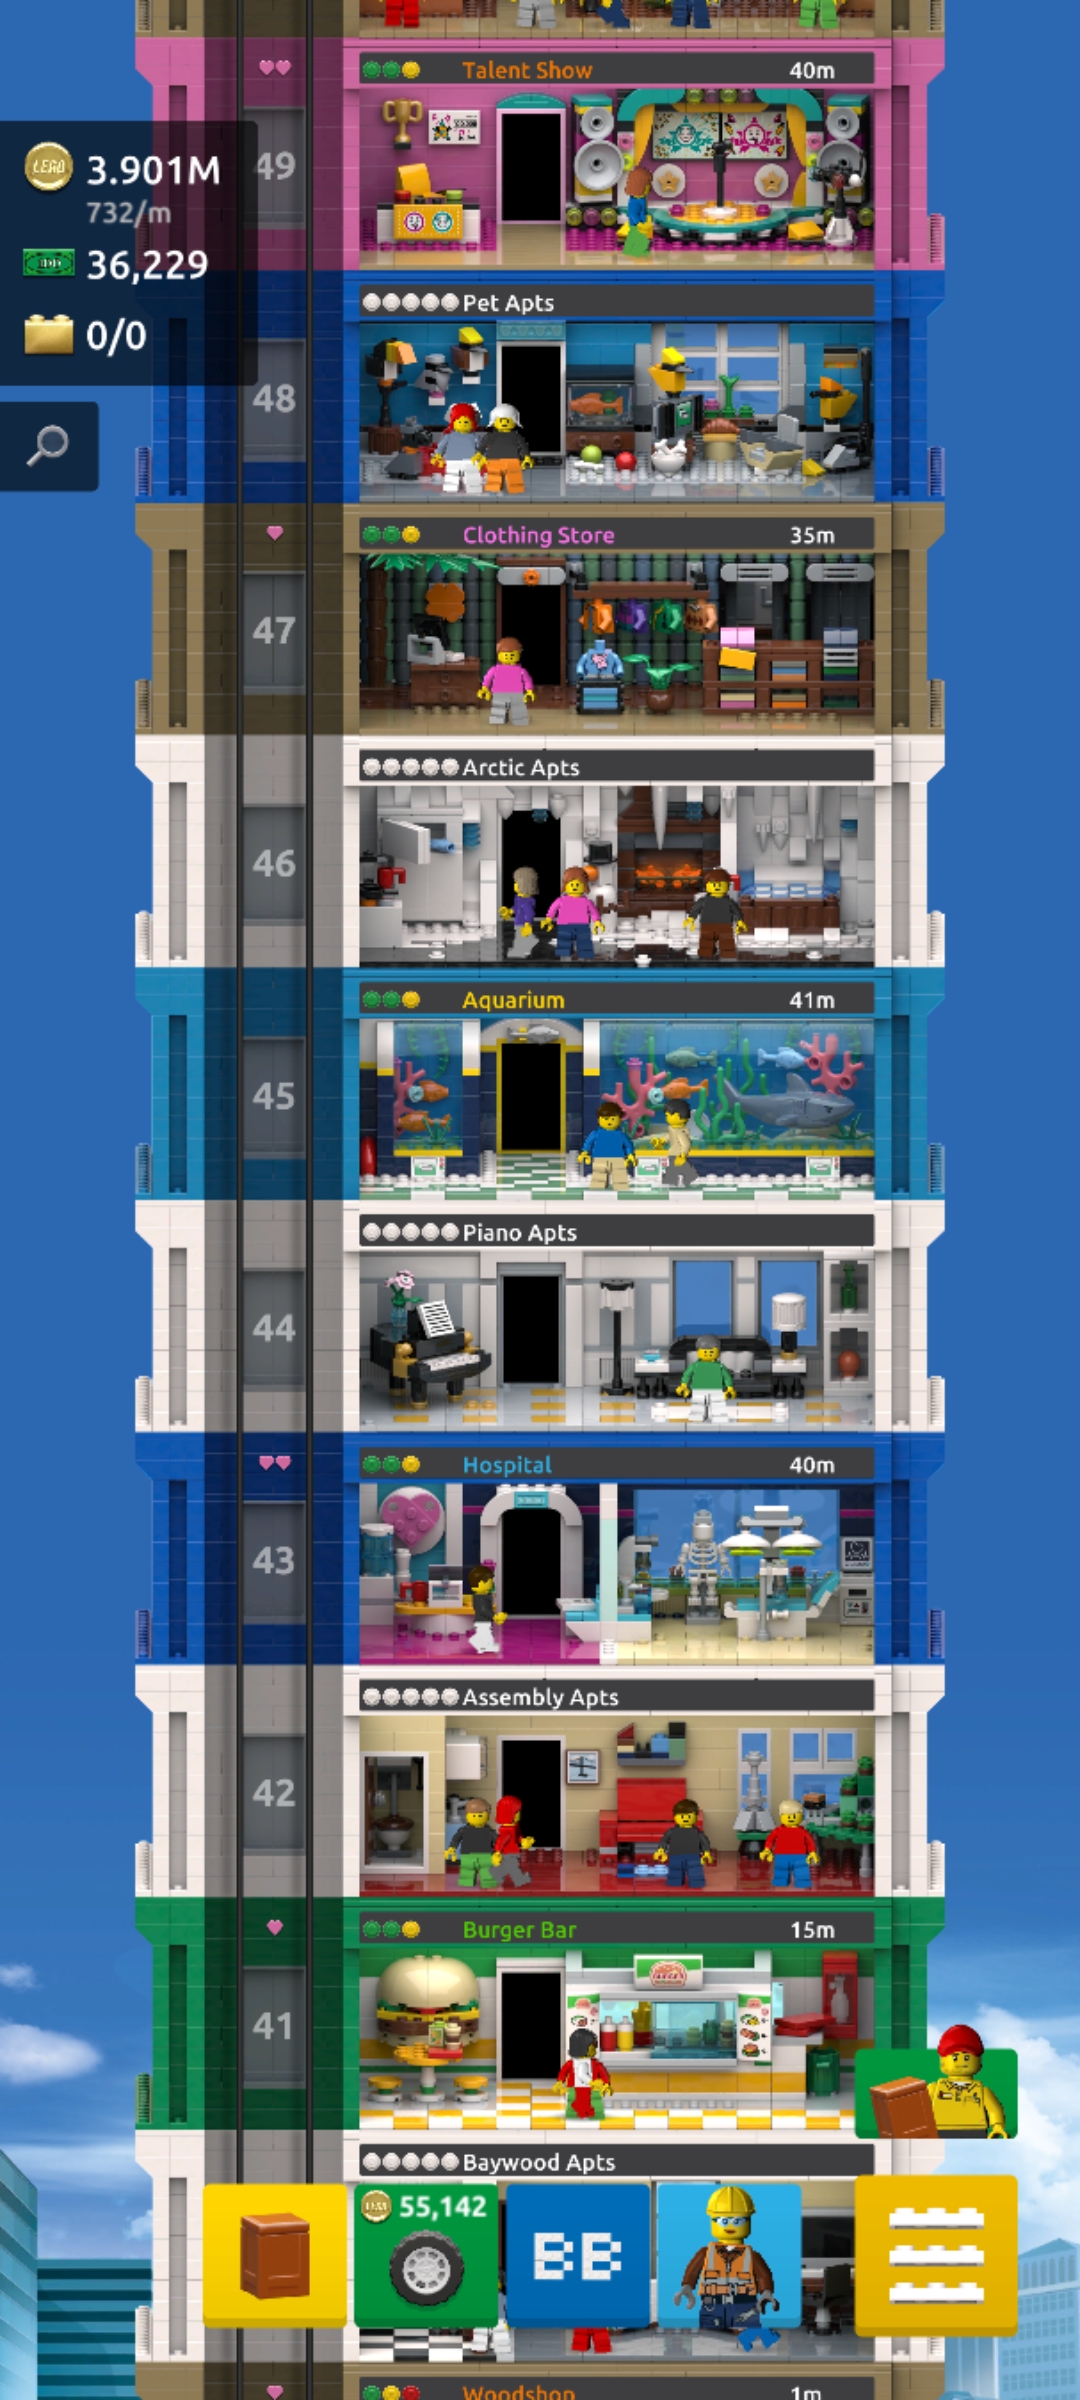 Talent Show 40m
49
LEGO 3.901M
732/m
36,229
0/0
Pet Apts
48
Clothing Store 35m
47
Arctic Apts
46
Aquarium 41m
45
Piano Apts
44
Hospital 40m
43
Assembly Apts
42
Burger Bar 15m
41
Baywood Apts
55,142
BB
Woodshop 1m